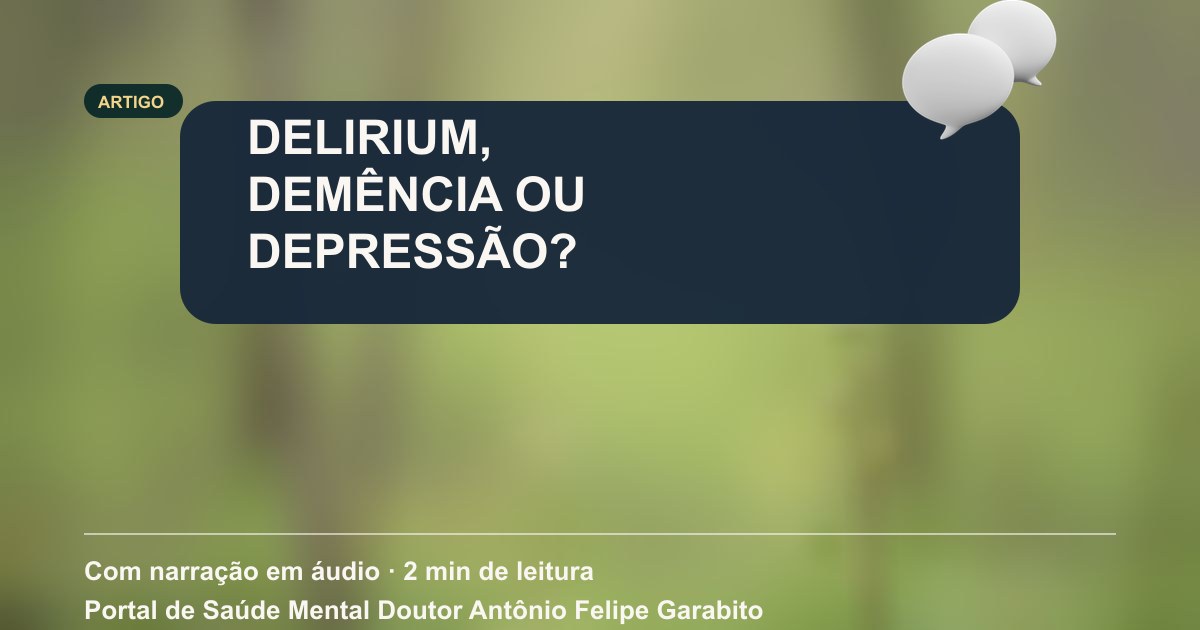 ARTIGO
DELIRIUM,
DEMÊNCIA OU
DEPRESSÃO?
Com narração em áudio · 2 min de leitura
Portal de Saúde Mental Doutor Antônio Felipe Garabito